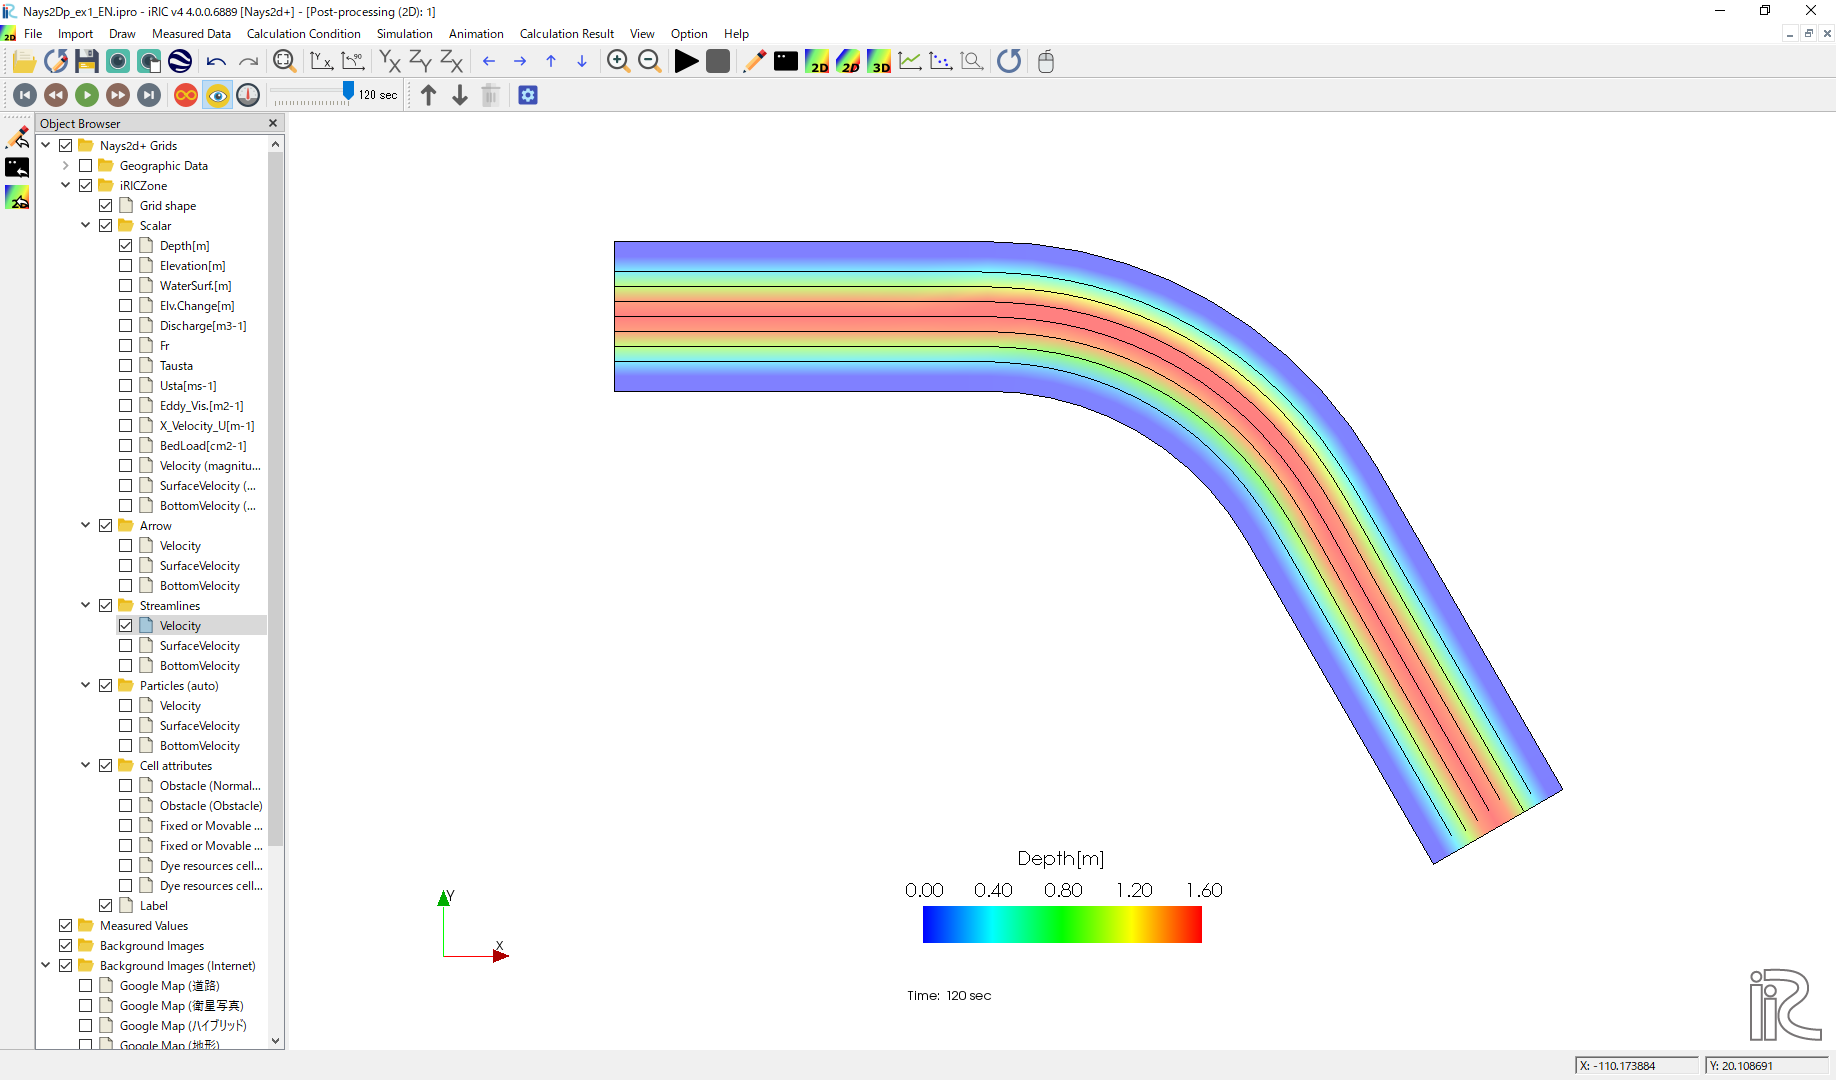 Nays2Dp_ex1_EN.ipro - iRIC v4 4.0.0.6889 [Nays2d+] - [Post-processing (2D): 1]
File Import Draw Measured Data Calculation Condition Simulation Animation Calculation Result View Option Help
120 sec
Object Browser
Nays2d+ Grids
Geographic Data
iRICZone
Grid shape
Scalar
Depth[m]
Elevation[m]
WaterSurf.[m]
Elv.Change[m]
Discharge[m3-1]
Fr
Tausta
Usta[ms-1]
Eddy_Vis.[m2-1]
X_Velocity_U[m-1]
BedLoad[cm2-1]
Velocity (magnitu...
SurfaceVelocity (...
BottomVelocity (...
Arrow
Velocity
SurfaceVelocity
BottomVelocity
Streamlines
Velocity
SurfaceVelocity
BottomVelocity
Particles (auto)
Velocity
SurfaceVelocity
BottomVelocity
Cell attributes
Obstacle (Normal...
Obstacle (Obstacle)
Fixed or Movable ...
Fixed or Movable ...
Dye resources cell...
Dye resources cell...
Label
Measured Values
Background Images
Background Images (Internet)
Google Map (道路)
Google Map (衛星写真)
Google Map (ハイブリッド)
Google Map (地形)
Depth[m]
0.00 0.40 0.80 1.20 1.60
Y
X
Time: 120 sec
iRIC
X: -110.173884
Y: 20.108691